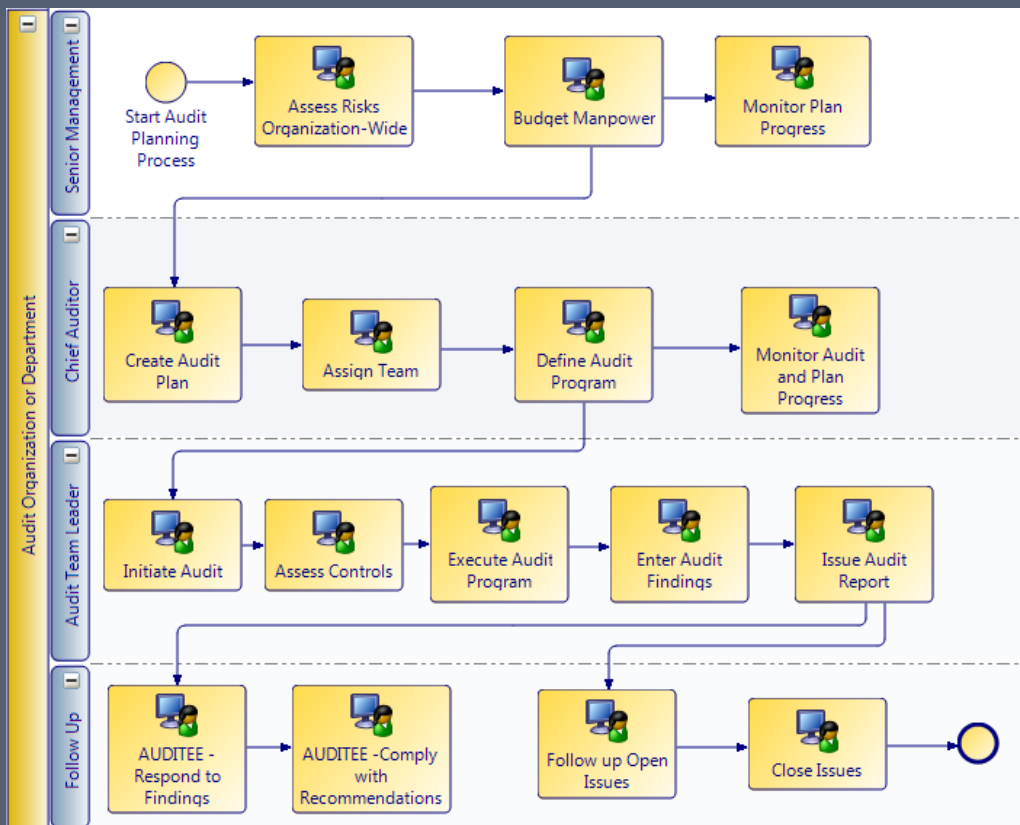 Audit Organization or Department
Senior Management
Start Audit
Planning
Process
Assess Risks
Organization-Wide
Budget Manpower
Monitor Plan
Progress
Chief Auditor
Create Audit
Plan
Assign Team
Define Audit
Program
Monitor Audit
and Plan
Progress
Audit Team Leader
Initiate Audit
Assess Controls
Execute Audit
Program
Enter Audit
Findings
Issue Audit
Report
Follow Up
AUDITEE -
Respond to
Findings
AUDITEE -Comply
with
Recommendations
Follow up Open
Issues
Close Issues